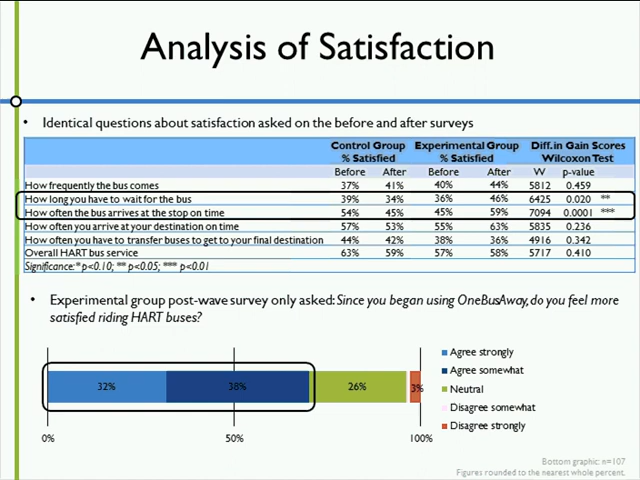 Analysis of Satisfaction
• Identical questions about satisfaction asked on the before and after surveys
Control Group Experimental Group Diff. in Gain Scores
% Satisfied % Satisfied Wilcoxon Test
Before After Before After W p-value
How frequently the bus comes 37% 41% 40% 44% 5812 0.459
How long you have to wait for the bus 39% 34% 36% 46% 6425 0.020 **
How often the bus arrives at the stop on time 54% 45% 45% 59% 7094 0.0001 ***
How often you arrive at your destination on time 57% 53% 55% 63% 5835 0.236
How often you have to transfer buses to get to your final destination 44% 42% 38% 36% 4916 0.342
Overall HART bus service 63% 59% 57% 58% 5717 0.410
Significance: * p<0.10; ** p<0.05; *** p<0.01
• Experimental group post-wave survey only asked: Since you began using OneBusAway, do you feel more
satisfied riding HART buses?
32% 38% 26% 3%
0% 50% 100%
Agree strongly
Agree somewhat
Neutral
Disagree somewhat
Disagree strongly
Bottom graphic: n=107
Figures rounded to the nearest whole percent.